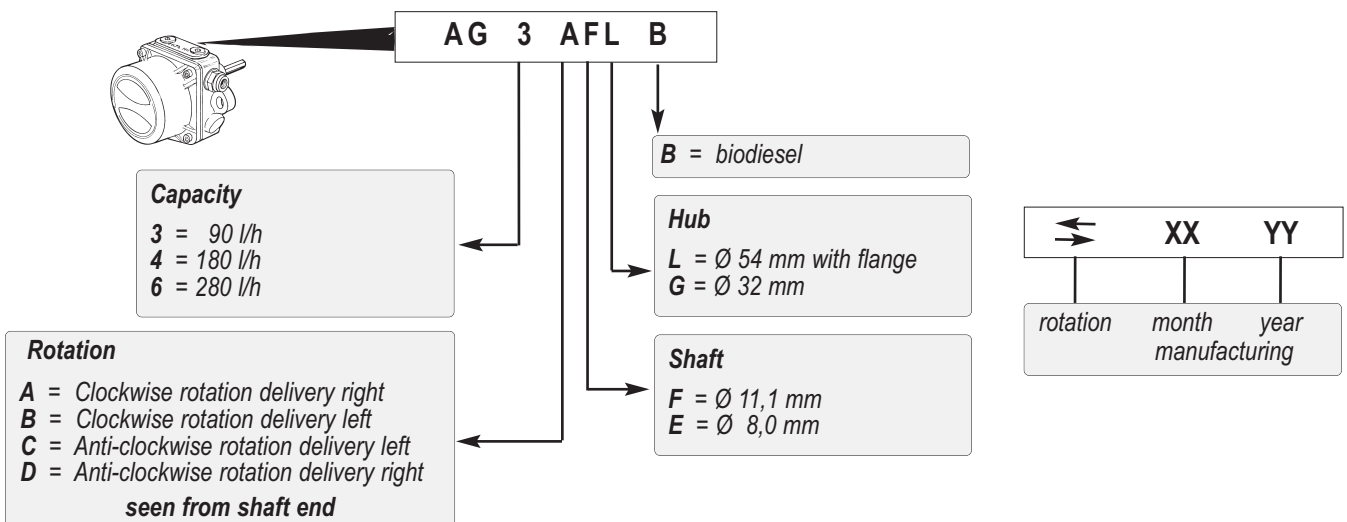 AG 3 AFL B
B = biodiesel
Capacity
3 = 90 l/h
4 = 180 l/h
6 = 280 l/h
Hub
L = Ø 54 mm with flange
G = Ø 32 mm
XX YY
rotation month year
manufacturing
Rotation
A = Clockwise rotation delivery right
B = Clockwise rotation delivery left
C = Anti-clockwise rotation delivery left
D = Anti-clockwise rotation delivery right
seen from shaft end
Shaft
F = Ø 11,1 mm
E = Ø 8,0 mm